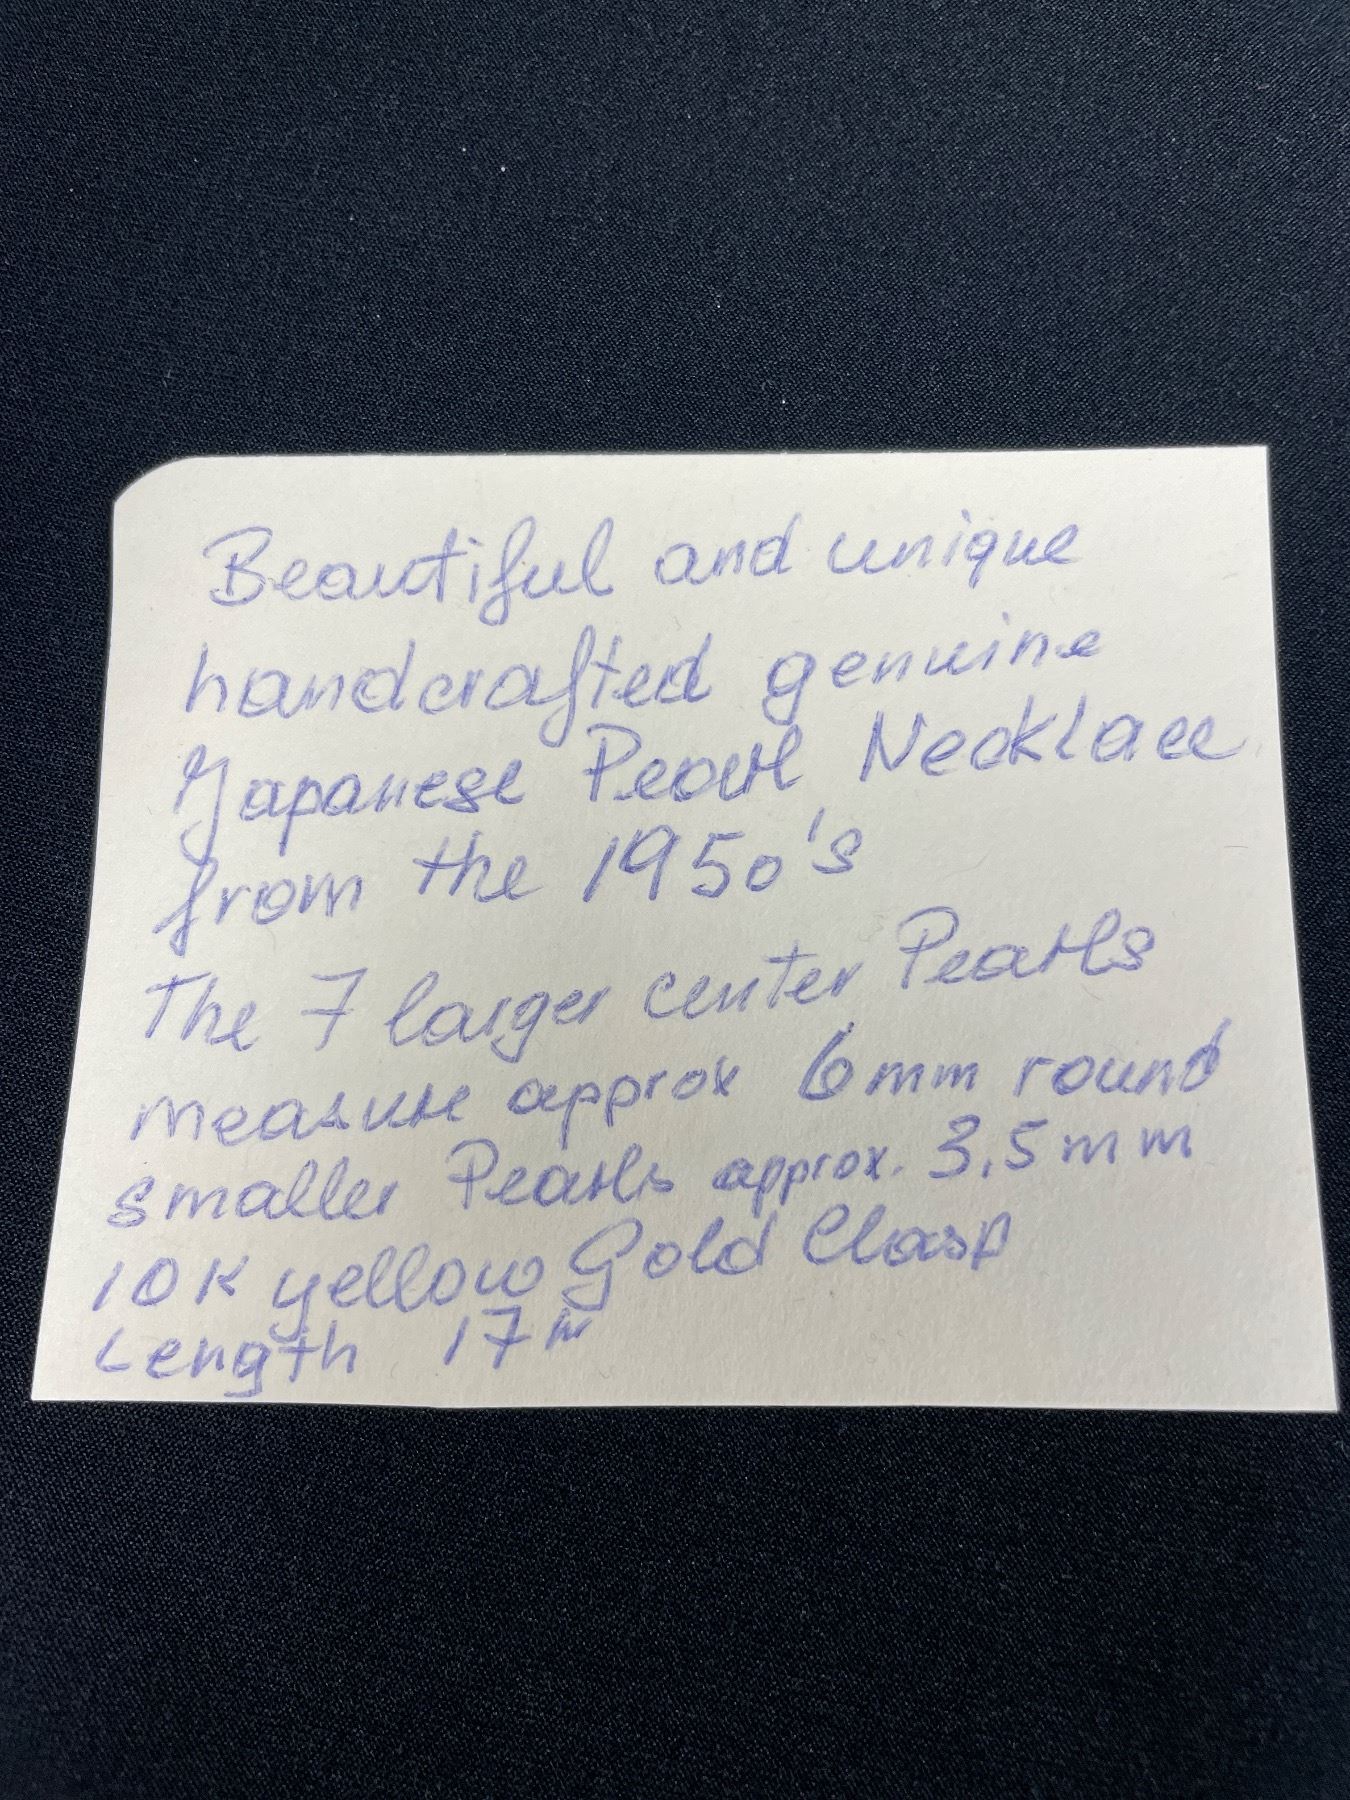 Beautiful and unique
handcrafted genuine
Japanese Pearl Necklace
from the 1950's
The 7 larger center Pearls
measure approx 6mm round
smaller Pearls approx. 3,5mm
10K yellow Gold Clasp
Length 17in